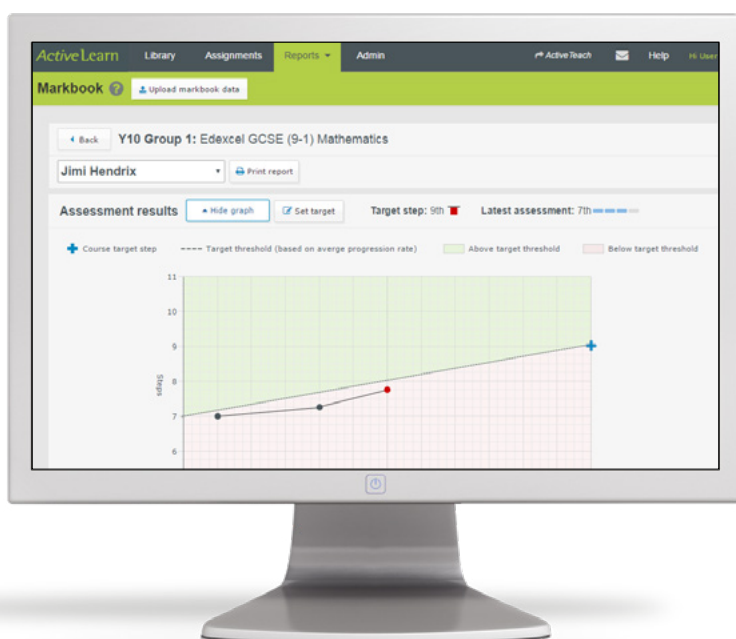 ActiveLearn Library Assignments Reports Admin ActiveTeach Help Hi User
Markbook ? Upload markbook data
Back Y10 Group 1: Edexcel GCSE (9-1) Mathematics
Jimi Hendrix Print report
Assessment results Hide graph Set target Target step: 9th Latest assessment: 7th
Course target step Target threshold (based on averge progression rate) Above target threshold Below target threshold
11
10
9
8
Steps
7
6